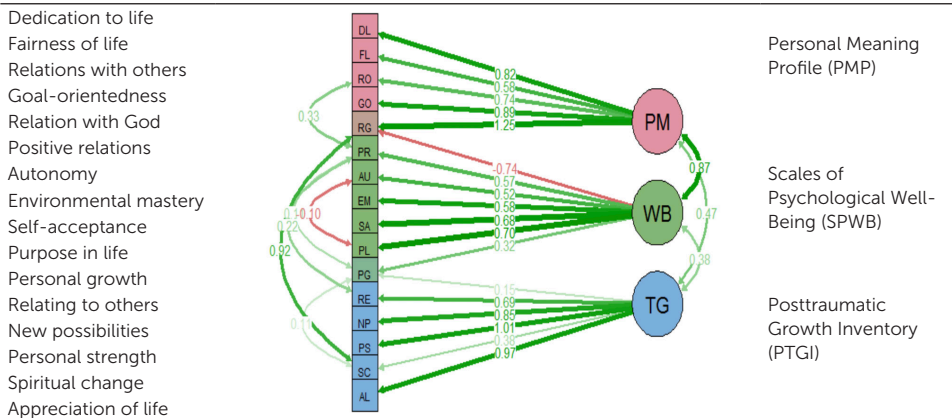 Dedication to life
Fairness of life
Relations with others
Goal-orientedness
Relation with God
Positive relations
Autonomy
Environmental mastery
Self-acceptance
Purpose in life
Personal growth
Relating to others
New possibilities
Personal strength
Spiritual change
Appreciation of life
DL
FL
RO
GO
RG
PR
AU
EM
SA
PL
PG
RE
NP
PS
SC
AL
0.33
-0.10
0.22
0.92
0.82
0.58
0.74
0.89
1.25
-0.74
0.57
0.52
0.58
0.68
0.70
0.32
0.15
0.69
0.85
1.01
0.38
0.97
PM
WB
TG
0.87
0.47
0.38
Personal Meaning
Profile (PMP)
Scales of
Psychological Well-
Being (SPWB)
Posttraumatic
Growth Inventory
(PTGI)